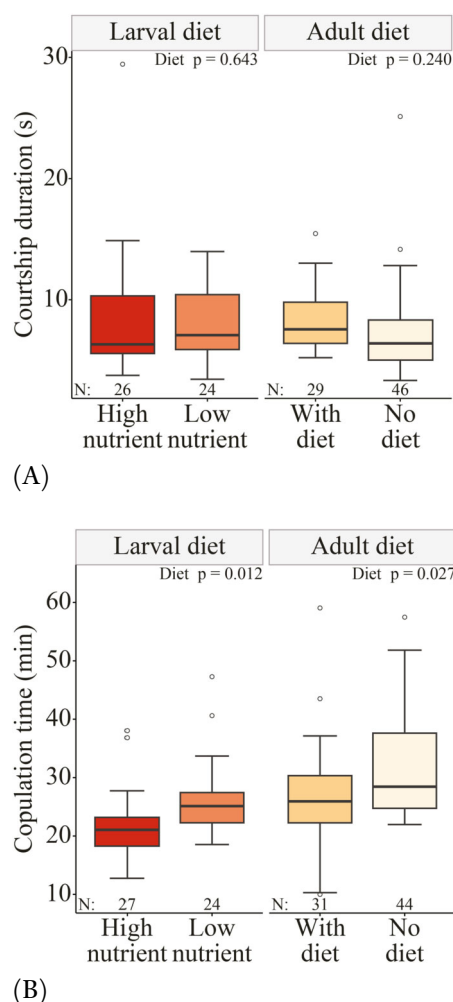 Larval diet Adult diet
Diet p = 0.643 Diet p = 0.240
Courtship duration (s)
30
20
10
N: 26 24 N: 29 46
High Low With No
nutrient nutrient diet diet
(A)
Larval diet Adult diet
Diet p = 0.012 Diet p = 0.027
Copulation time (min)
60
50
40
30
20
10
N: 27 24 N: 31 44
High Low With No
nutrient nutrient diet diet
(B)